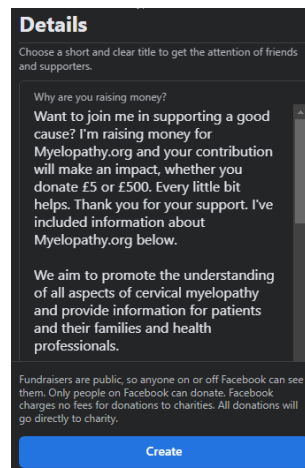 Details
Choose a short and clear title to get the attention of friends
and supporters.
Why are you raising money?
Want to join me in supporting a good
cause? I'm raising money for
Myelopathy.org and your contribution
will make an impact, whether you
donate £5 or £500. Every little bit
helps. Thank you for your support. I've
included information about
Myelopathy.org below.
We aim to promote the understanding
of all aspects of cervical myelopathy
and provide information for patients
and their families and health
professionals.
Fundraisers are public, so anyone on or off Facebook can see
them. Only people on Facebook can donate. Facebook
charges no fees for donations to charities. All donations will
go directly to charity.
Create